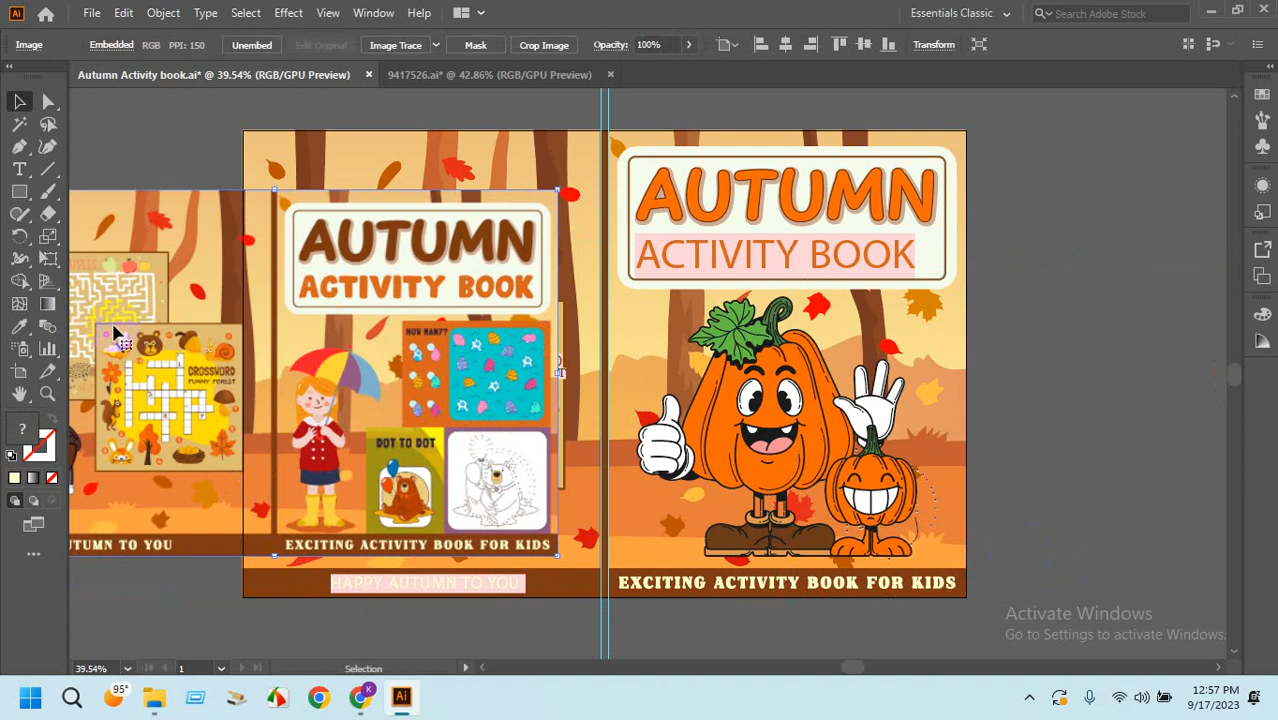 Ai File Edit Object Type Select Effect View Window Help Essentials Classic Search Adobe Stock
Image Embedded RGB PPI: 150 Unembed Edit Original Image Trace Mask Crop Image Opacity: 100% Transform
Autumn Activity book.ai* @ 39.54% (RGB/GPU Preview) 9417526.ai* @ 42.86% (RGB/GPU Preview)
AUTUMN
ACTIVITY BOOK
HOW MANY?
CROSSWORD
FUNNY FOREST
DOT TO DOT
UTUMN TO YOU
EXCITING ACTIVITY BOOK FOR KIDS
HAPPY AUTUMN TO YOU
AUTUMN
ACTIVITY BOOK
EXCITING ACTIVITY BOOK FOR KIDS
Activate Windows
Go to Settings to activate Windows.
39.54% 1 Selection
95° K Ai 12:57 PM
9/17/2023